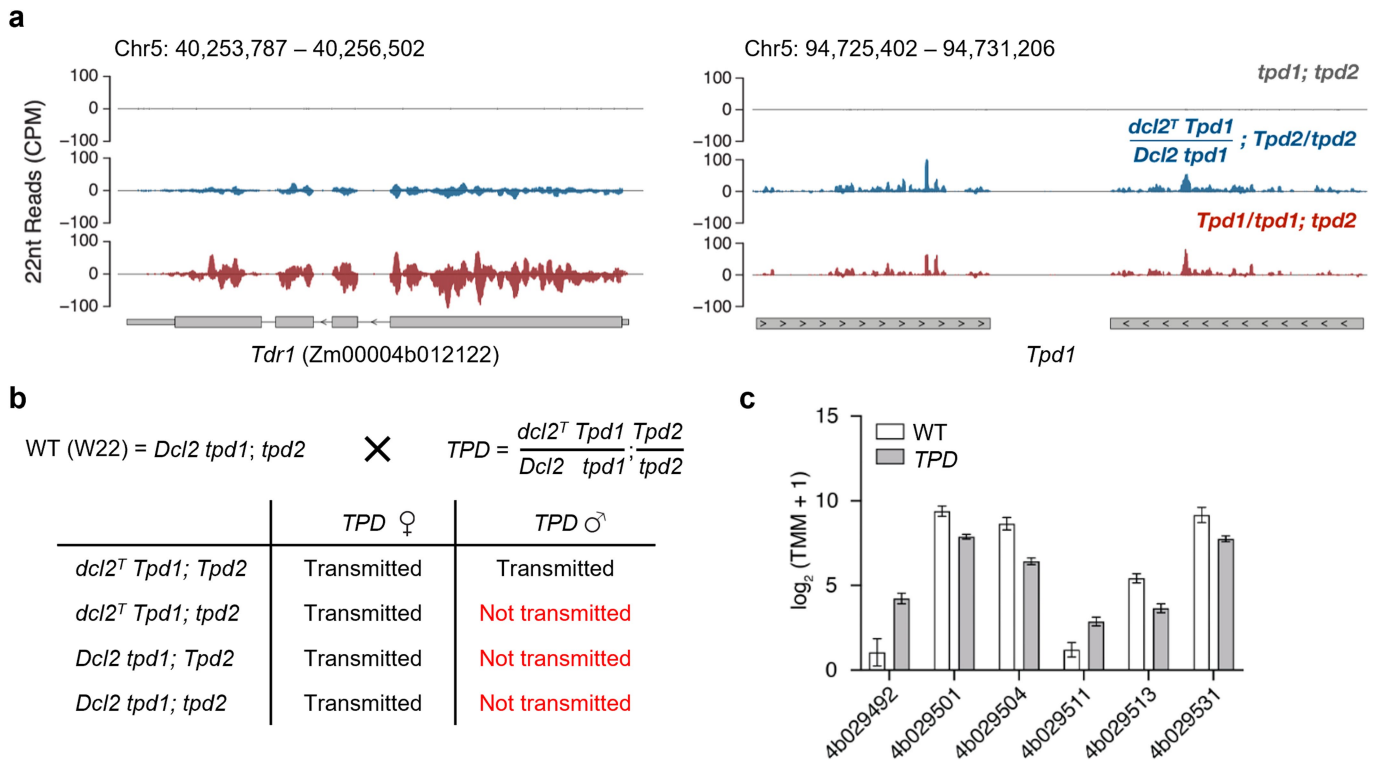 a
Chr5: 40,253,787 – 40,256,502
Chr5: 94,725,402 – 94,731,206
22nt Reads (CPM)
100
0
−100
100
0
−100
100
0
−100
100
0
−100
100
0
−100
100
0
−100
tpd1; tpd2
dcl2ᵀ Tpd1
Dcl2 tpd1
; Tpd2/tpd2
Tpd1/tpd1; tpd2
Tdr1 (Zm00004b012122)
Tpd1
b
WT (W22) = Dcl2 tpd1; tpd2 × TPD = dcl2ᵀ Tpd1 ; Tpd2
Dcl2 tpd1 tpd2
TPD ♀ TPD ♂
dcl2ᵀ Tpd1; Tpd2 Transmitted Transmitted
dcl2ᵀ Tpd1; tpd2 Transmitted Not transmitted
Dcl2 tpd1; Tpd2 Transmitted Not transmitted
Dcl2 tpd1; tpd2 Transmitted Not transmitted
c
log₂ (TMM + 1)
15
10
5
0
WT
TPD
4b029492
4b029501
4b029504
4b029511
4b029513
4b029531